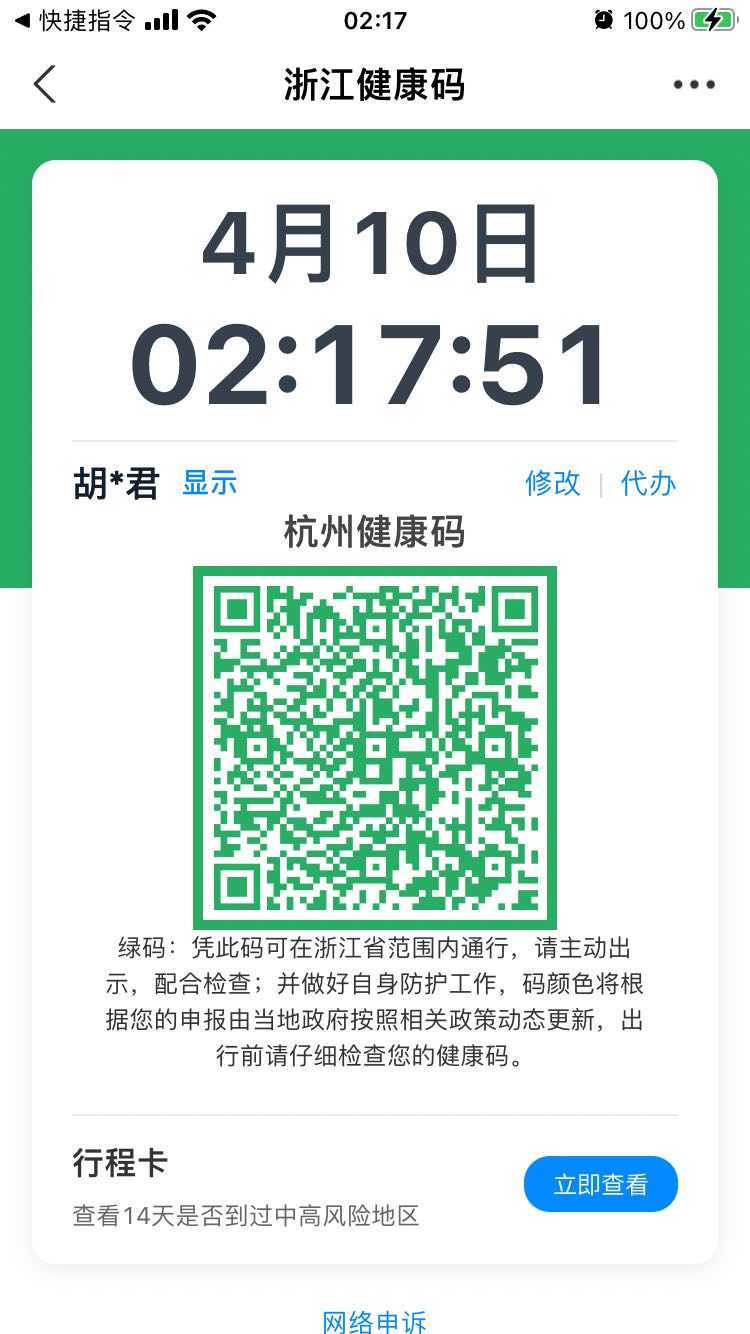 快捷指令 02:17 100%
浙江健康码
4月10日
02:17:51
胡*君 显示 修改 | 代办
杭州健康码
绿码：凭此码可在浙江省范围内通行，请主动出
示，配合检查；并做好自身防护工作，码颜色将根
据您的申报由当地政府按照相关政策动态更新，出
行前请仔细检查您的健康码。
行程卡
立即查看
查看14天是否到过中高风险地区
网络申诉